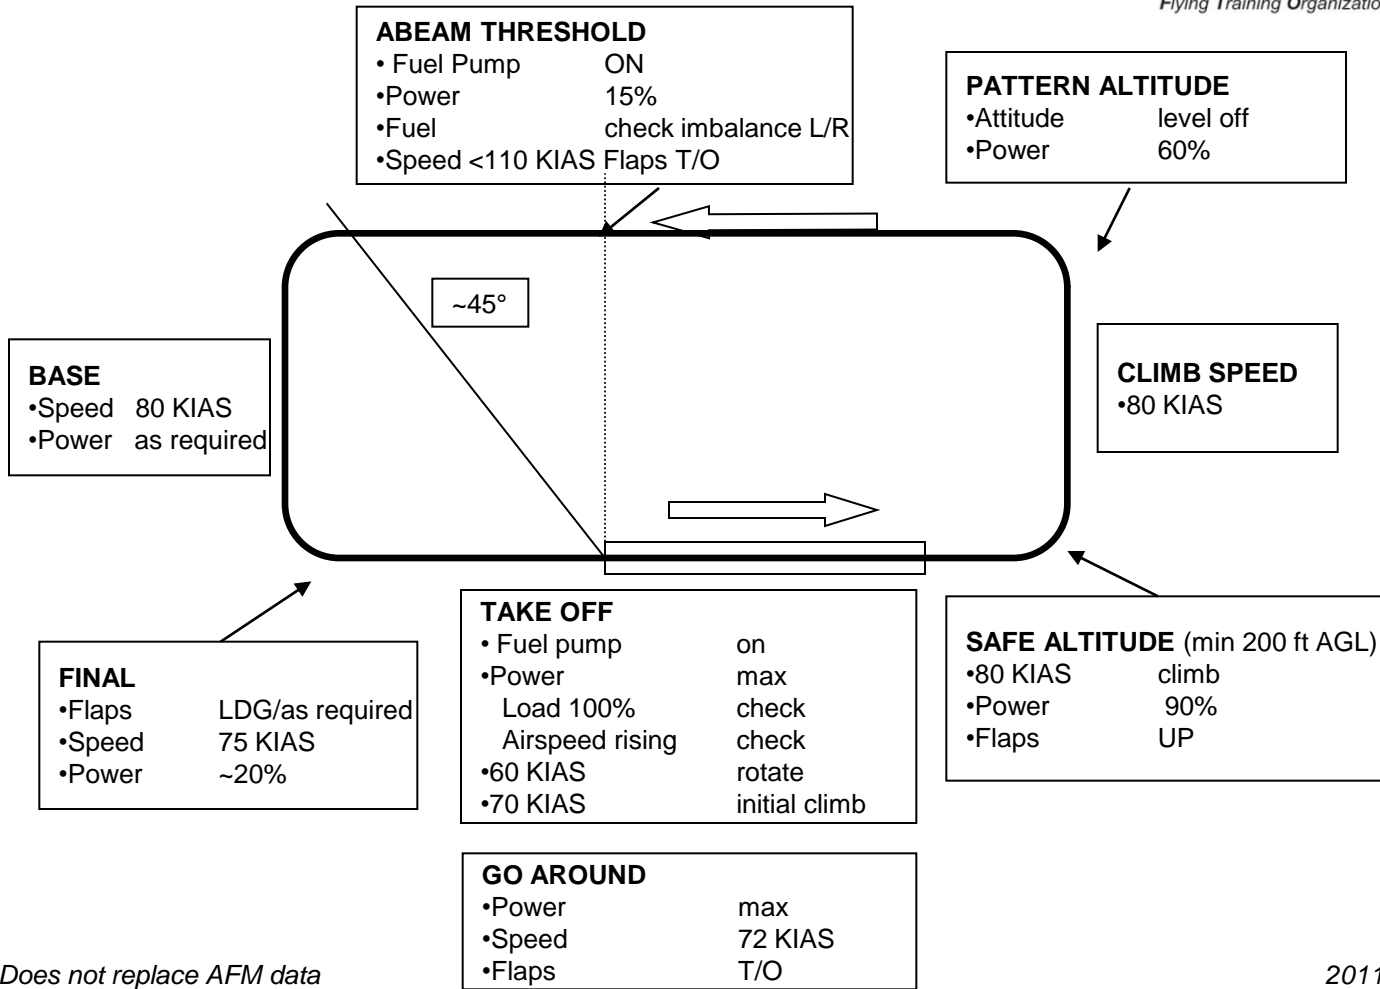 Flying Training Organizatio
ABEAM THRESHOLD
• Fuel Pump ON
•Power 15%
•Fuel check imbalance L/R
•Speed <110 KIAS Flaps T/O
PATTERN ALTITUDE
•Attitude level off
•Power 60%
~45°
BASE
•Speed 80 KIAS
•Power as required
CLIMB SPEED
•80 KIAS
FINAL
•Flaps LDG/as required
•Speed 75 KIAS
•Power ~20%
TAKE OFF
• Fuel pump on
•Power max
Load 100% check
Airspeed rising check
•60 KIAS rotate
•70 KIAS initial climb
SAFE ALTITUDE (min 200 ft AGL)
•80 KIAS climb
•Power 90%
•Flaps UP
GO AROUND
•Power max
•Speed 72 KIAS
•Flaps T/O
Does not replace AFM data
2011